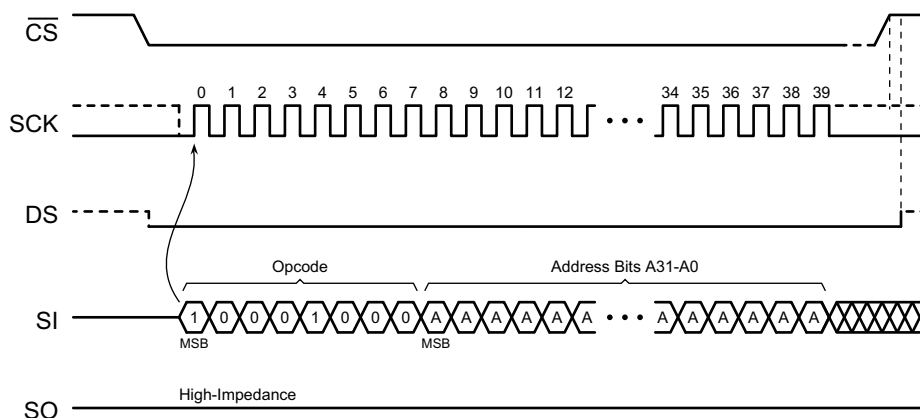 CS
0 1 2 3 4 5 6 7 8 9 10 11 12 34 35 36 37 38 39
SCK
• • •
DS
Opcode Address Bits A31-A0
SI 1 0 0 0 1 0 0 0 A A A A A A • • • A A A A A A
MSB MSB
High-Impedance
SO